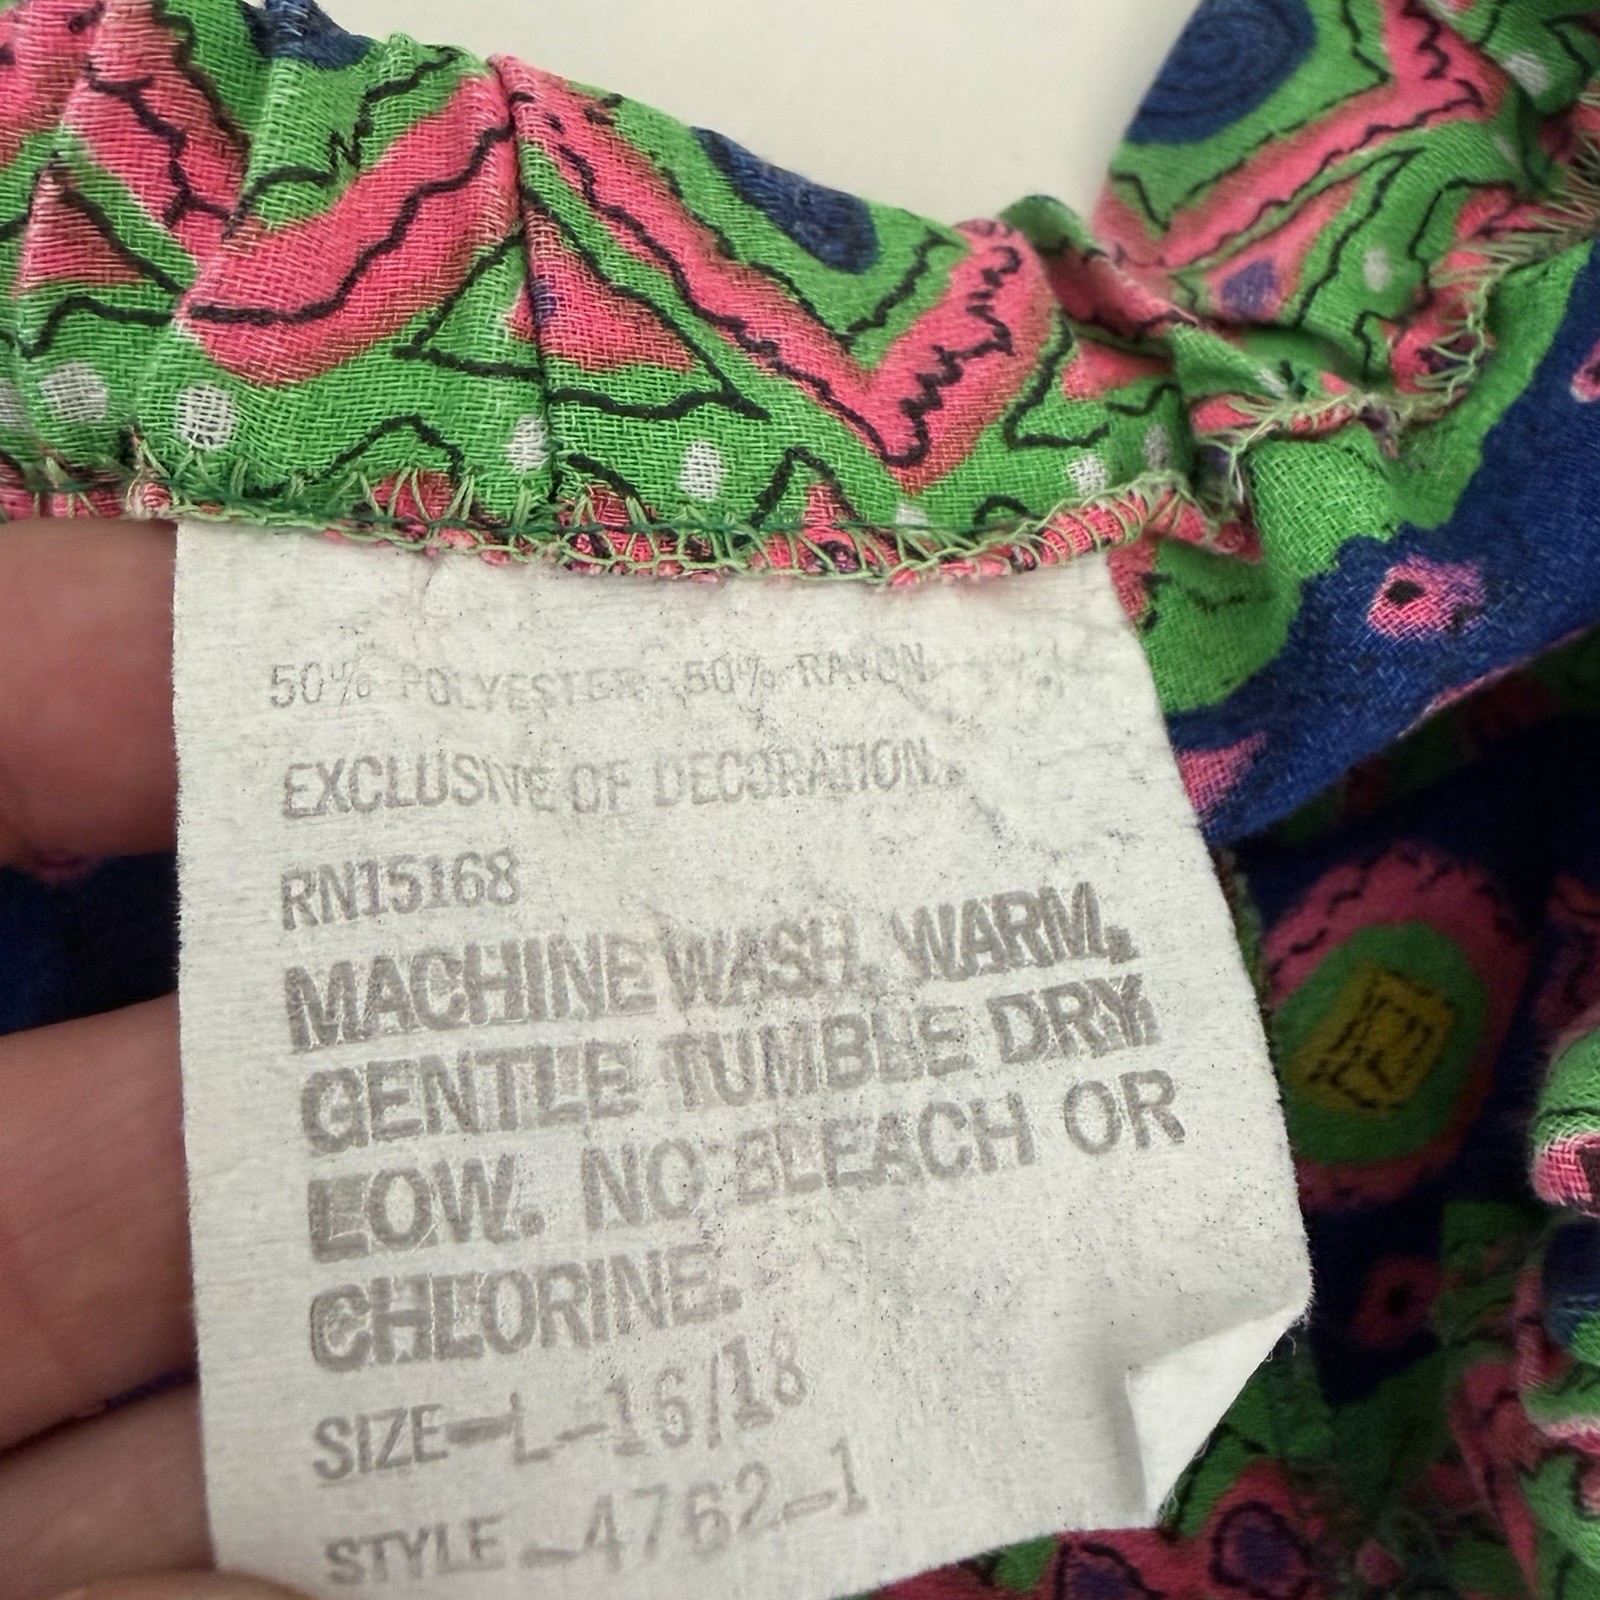 50% POLYESTER 50% RAYON
EXCLUSIVE OF DECORATION.
RN15168
MACHINE WASH, WARM,
GENTLE TUMBLE DRY
LOW. NO BLEACH OR
CHLORINE.
SIZE-L-16/18
STYLE -4762-1